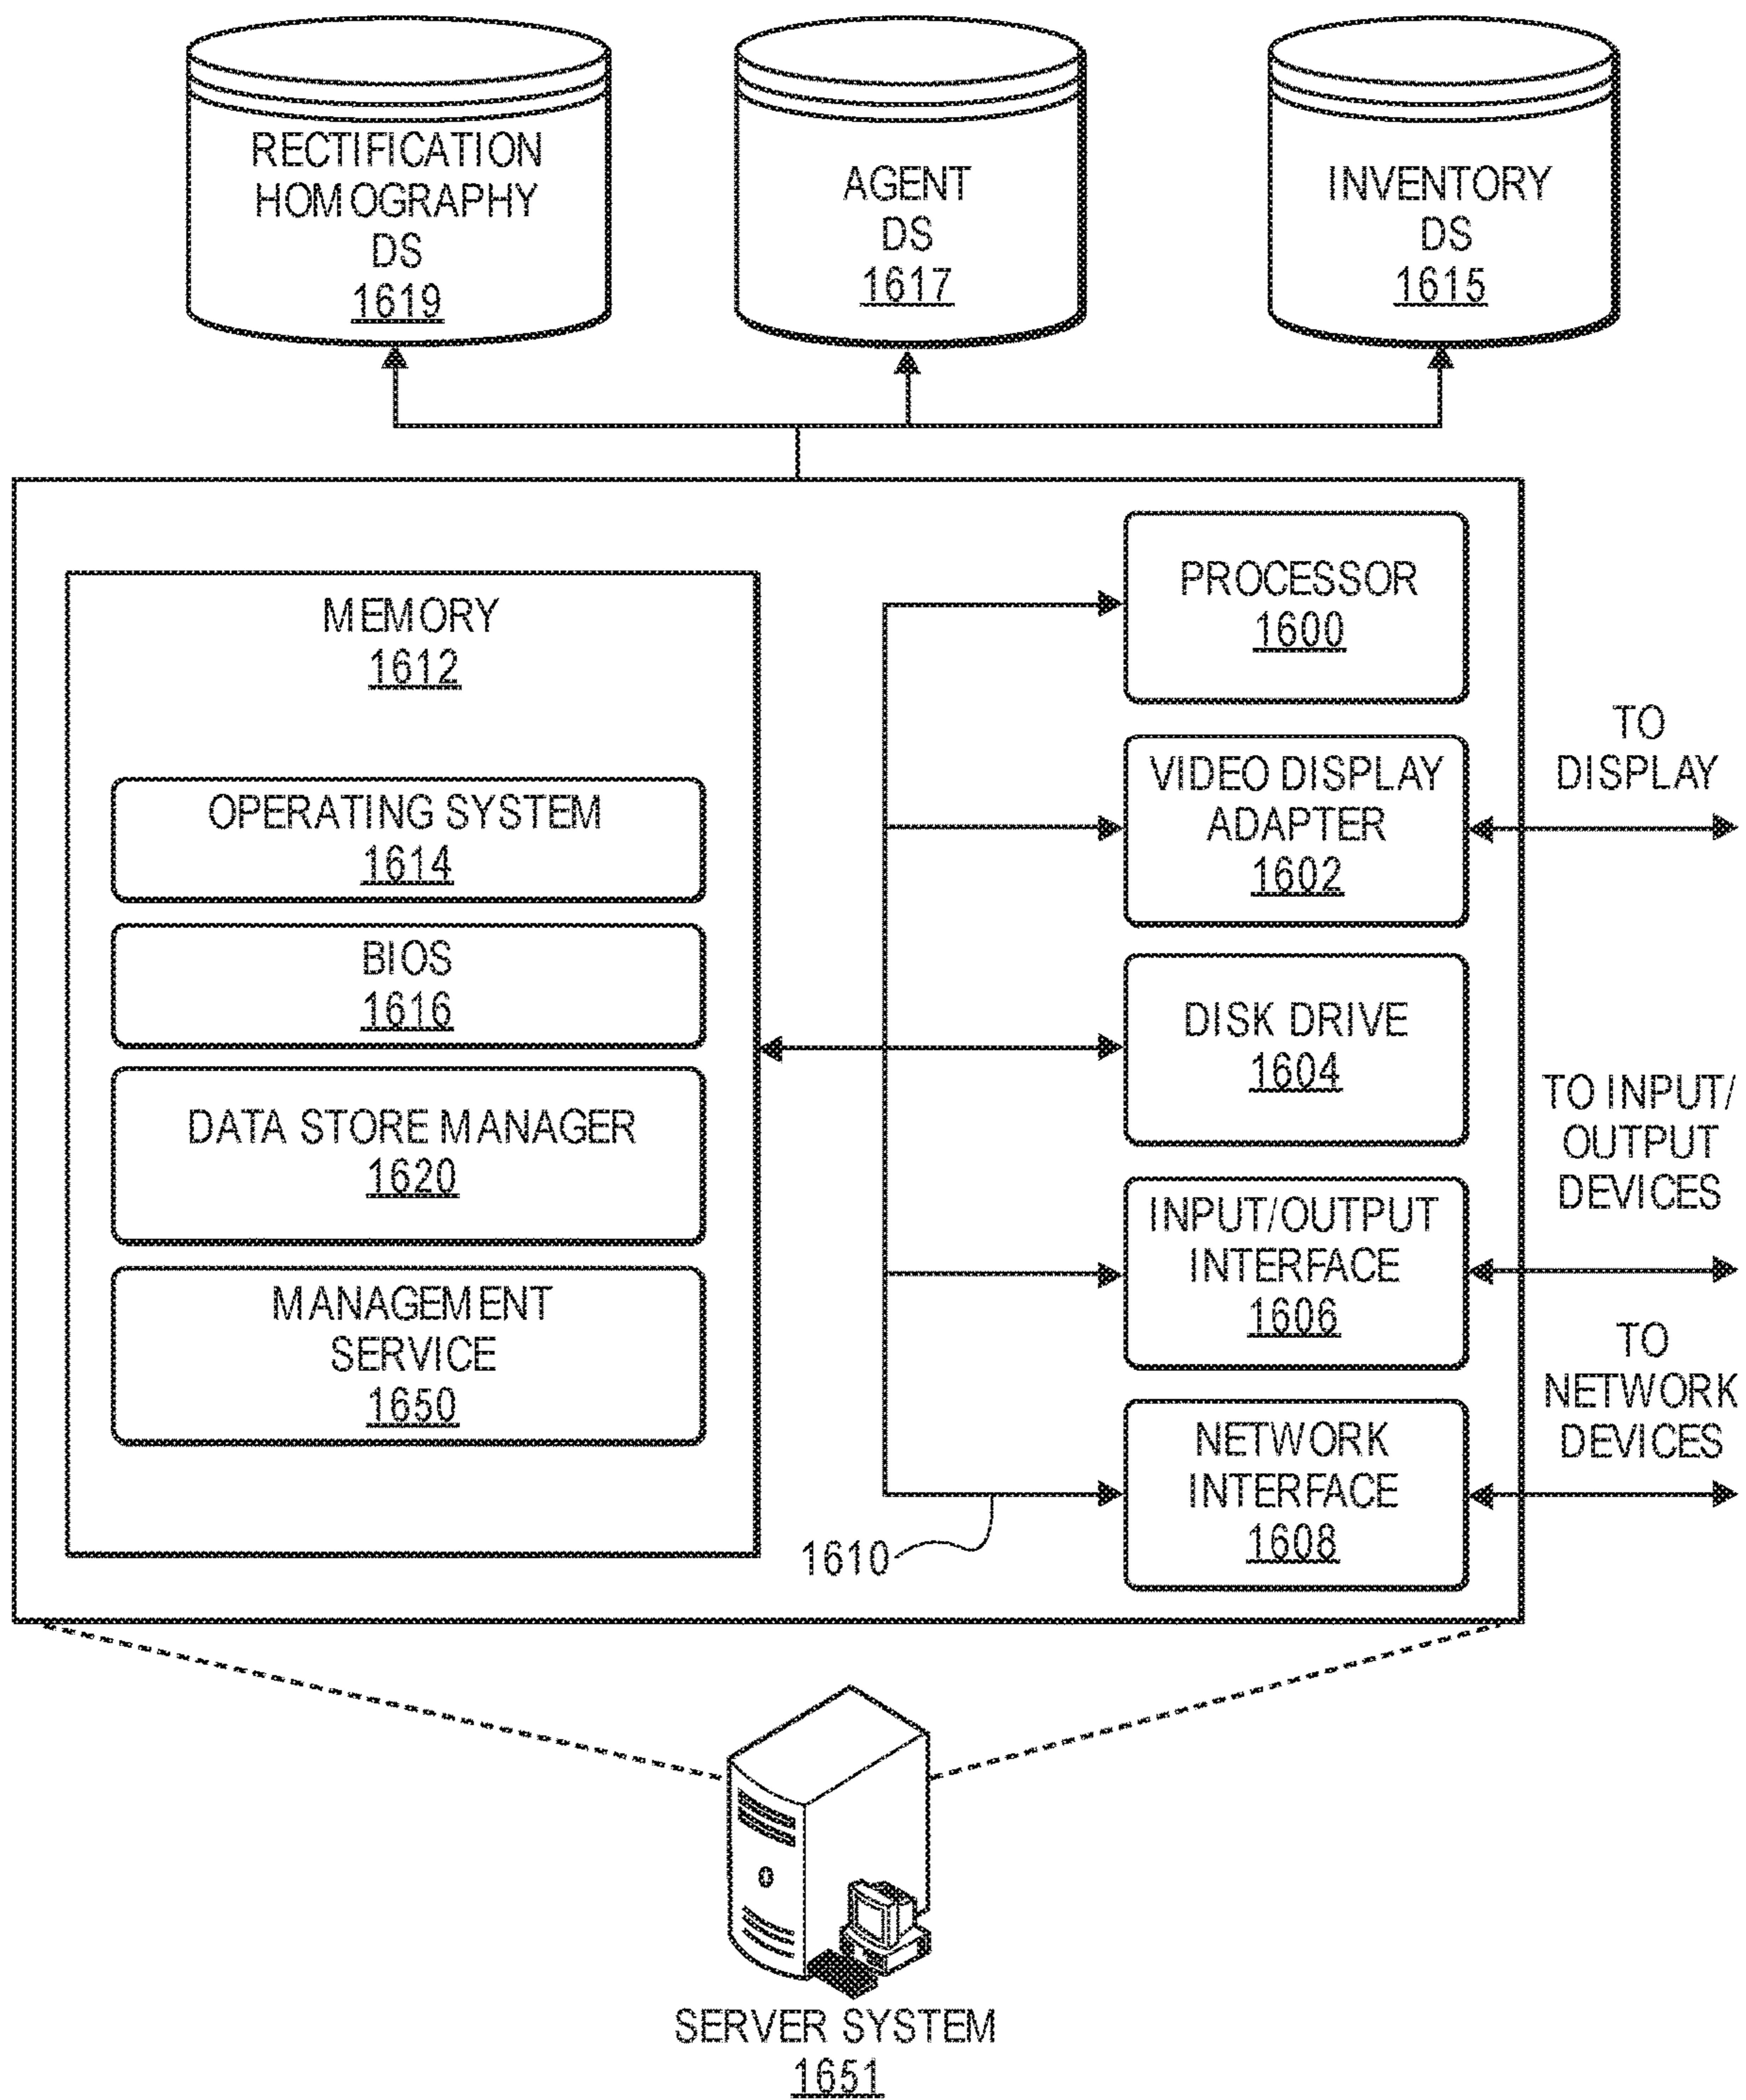 RECTIFICATION
HOMOGRAPHY
DS
1619
AGENT
DS
1617
INVENTORY
DS
1615
MEMORY
1612
OPERATING SYSTEM
1614
BIOS
1616
DATA STORE MANAGER
1620
MANAGEMENT
SERVICE
1650
PROCESSOR
1600
VIDEO DISPLAY
ADAPTER
1602
DISK DRIVE
1604
INPUT/OUTPUT
INTERFACE
1606
NETWORK
INTERFACE
1608
1610
TO
DISPLAY
TO INPUT/
OUTPUT
DEVICES
TO
NETWORK
DEVICES
SERVER SYSTEM
1651